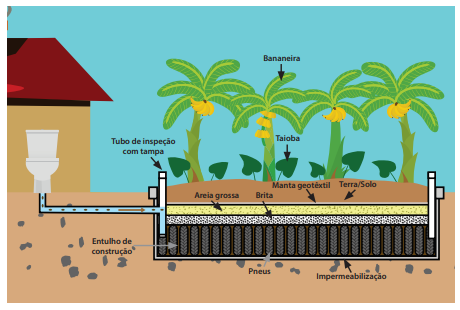 Bananeira
Tubo de inspeção
com tampa
Taioba
Manta geotêxtil
Terra/Solo
Areia grossa
Brita
Entulho de
construção
Pneus
Impermeabilização